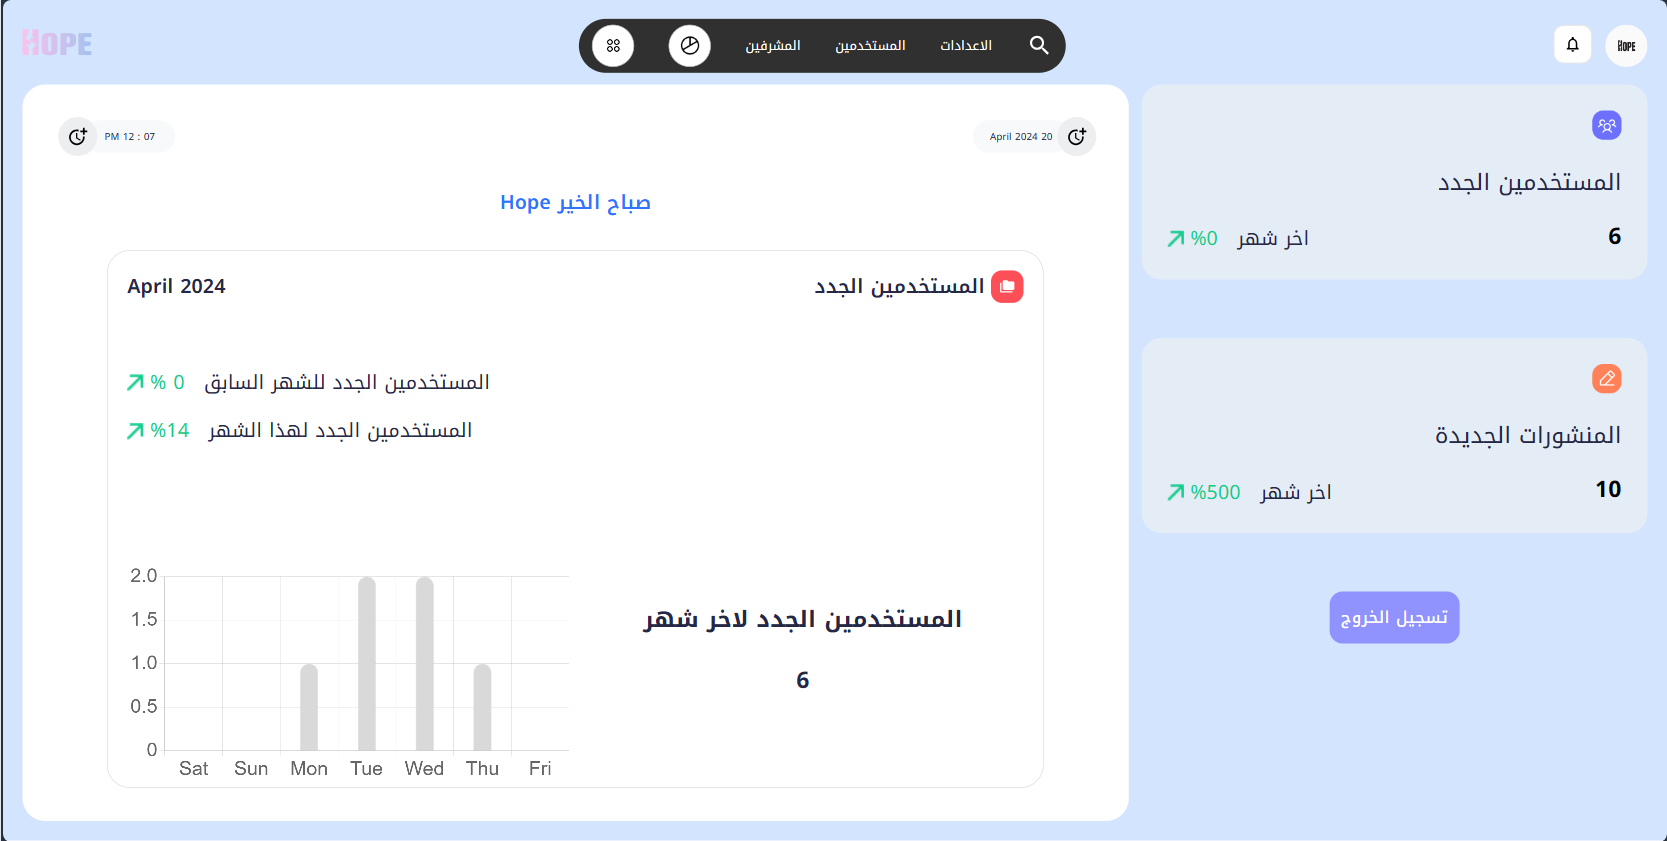 HOPE
الاعدادات
المستخدمين
المشرفين
HOPE
PM 12 : 07
April 2024 20
صباح الخير Hope
المستخدمين الجدد
April 2024
المستخدمين الجدد للشهر السابق
% 0
المستخدمين الجدد لهذا الشهر
%14
المستخدمين الجدد لاخر شهر
6
2.0
1.5
1.0
0.5
0
Sat Sun Mon Tue Wed Thu Fri
المستخدمين الجدد
6
اخر شهر
%0
المنشورات الجديدة
10
اخر شهر
%500
تسجيل الخروج